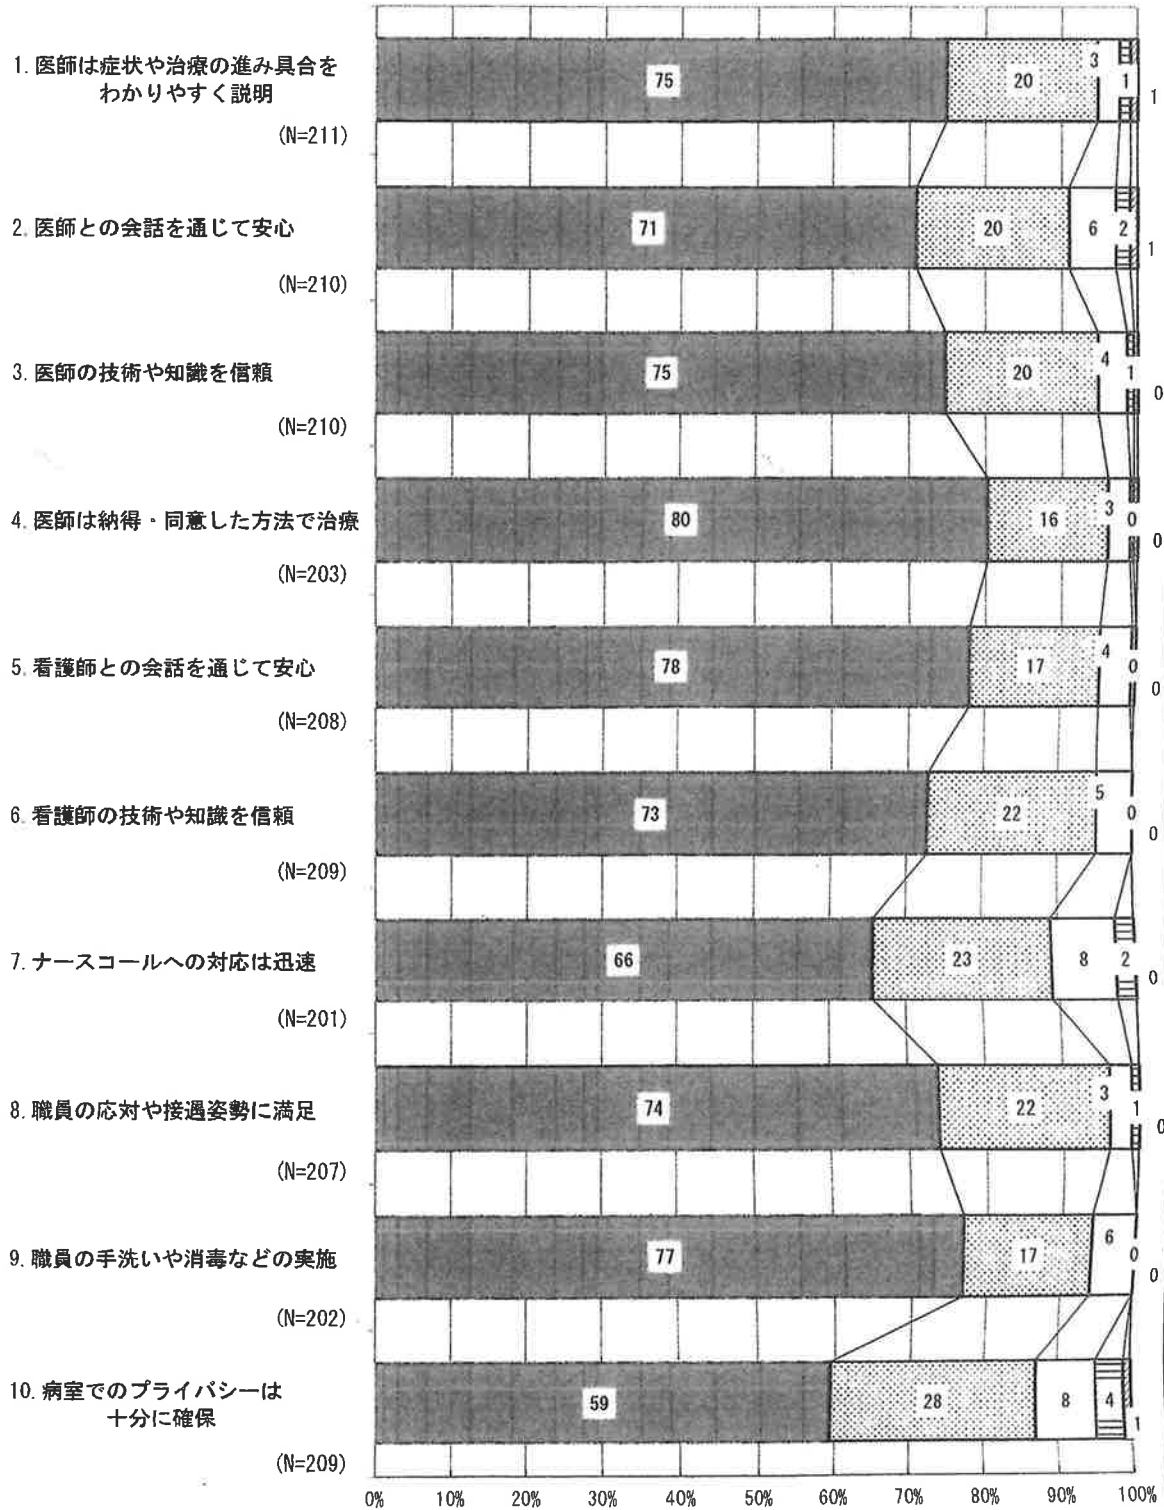 1. 医師は症状や治療の進み具合を
わかりやすく説明
(N=211)
75 20 3 1 1
2. 医師との会話を通じて安心
(N=210)
71 20 6 2 1
3. 医師の技術や知識を信頼
(N=210)
75 20 4 1 0
4. 医師は納得・同意した方法で治療
(N=203)
80 16 3 0 0
5. 看護師との会話を通じて安心
(N=208)
78 17 4 0 0
6. 看護師の技術や知識を信頼
(N=209)
73 22 5 0 0
7. ナースコールへの対応は迅速
(N=201)
66 23 8 2 0
8. 職員の応対や接遇姿勢に満足
(N=207)
74 22 3 1 0
9. 職員の手洗いや消毒などの実施
(N=202)
77 17 6 0 0
10. 病室でのプライバシーは
十分に確保
(N=209)
59 28 8 4 1
0% 10% 20% 30% 40% 50% 60% 70% 80% 90% 100%